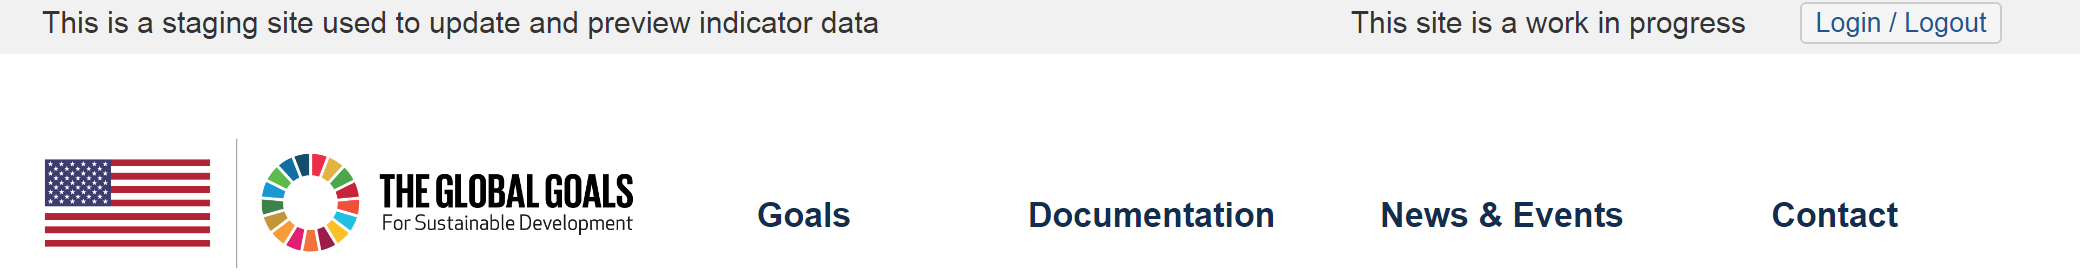 This is a staging site used to update and preview indicator data
This site is a work in progress
Login / Logout
THE GLOBAL GOALS
For Sustainable Development
Goals
Documentation
News & Events
Contact